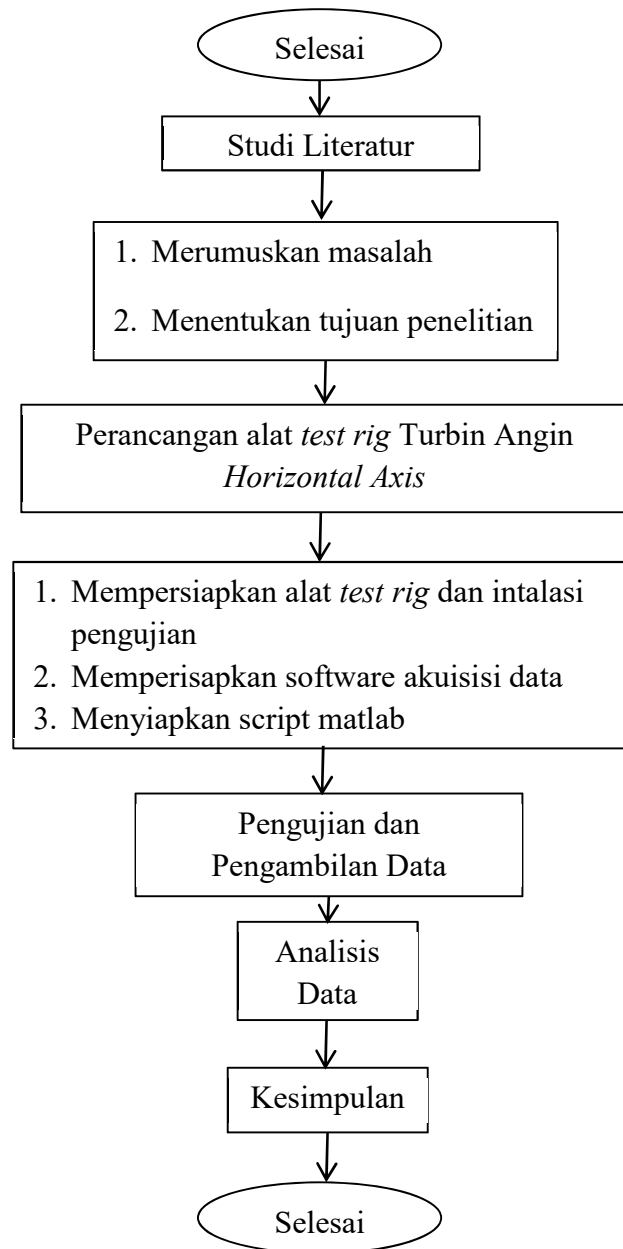 Selesai
Studi Literatur
1. Merumuskan masalah
2. Menentukan tujuan penelitian
Perancangan alat test rig Turbin Angin
Horizontal Axis
1. Mempersiapkan alat test rig dan intalasi
pengujian
2. Memperisapkan software akuisisi data
3. Menyiapkan script matlab
Pengujian dan
Pengambilan Data
Analisis
Data
Kesimpulan
Selesai